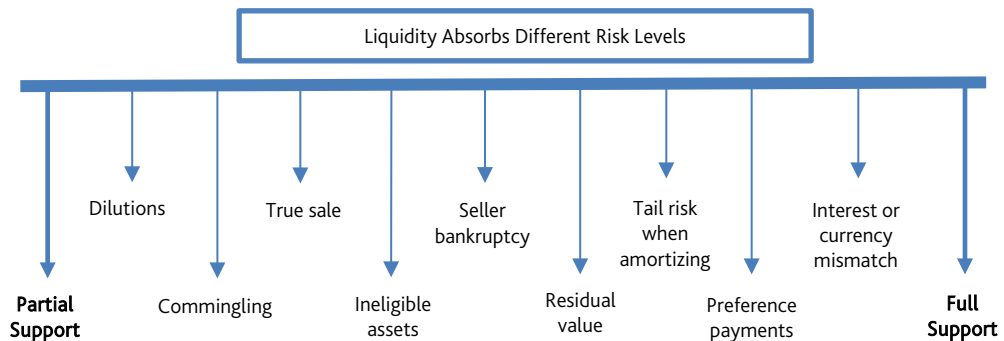 Liquidity Absorbs Different Risk Levels
Dilutions
True sale
Seller
bankruptcy
Tail risk
when
amortizing
Interest or
currency
mismatch
Partial
Support
Commingling
Ineligible
assets
Residual
value
Preference
payments
Full
Support